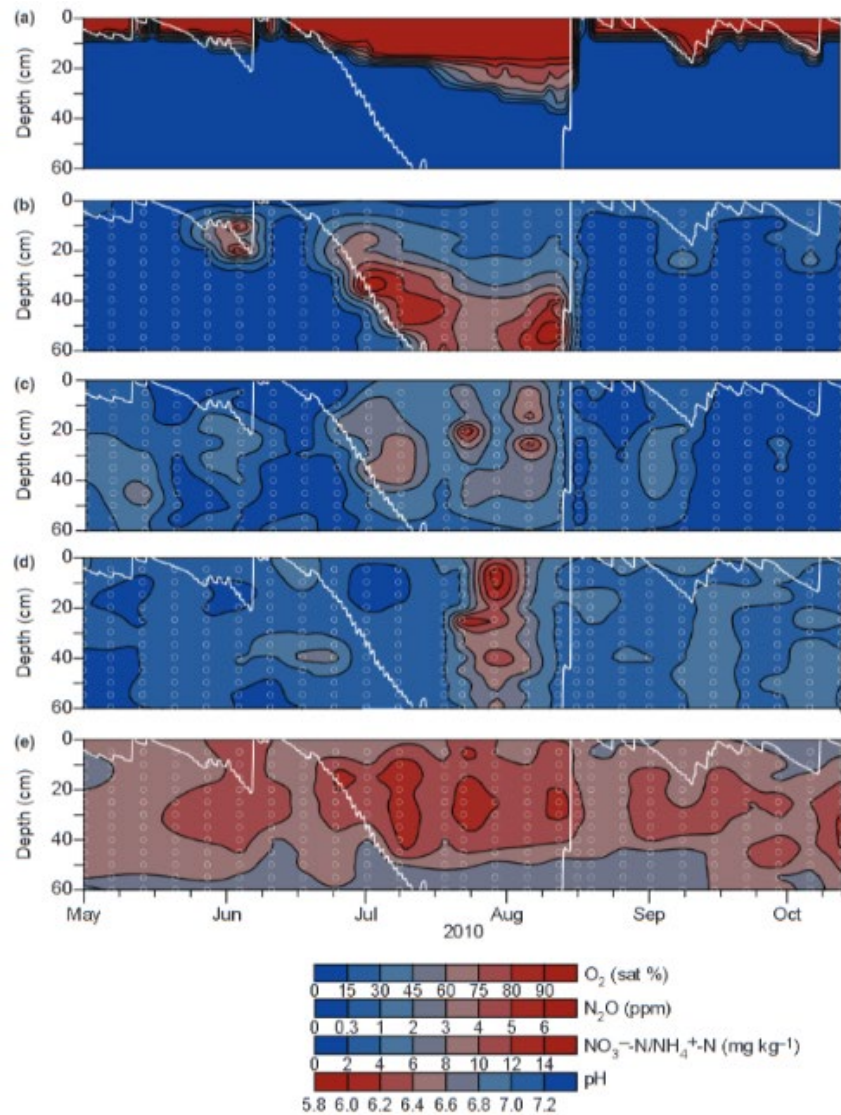 (a)
0
20
40
60
Depth (cm)
(b)
0
20
40
60
Depth (cm)
(c)
0
20
40
60
Depth (cm)
(d)
0
20
40
60
Depth (cm)
(e)
0
20
40
60
Depth (cm)
May Jun Jul Aug Sep Oct
2010
O₂ (sat %)
0 15 30 45 60 75 80 90
N₂O (ppm)
0 0.3 1 2 3 4 5 6
NO₃⁻-N/NH₄⁺-N (mg kg⁻¹)
0 2 4 6 8 10 12 14
pH
5.8 6.0 6.2 6.4 6.6 6.8 7.0 7.2